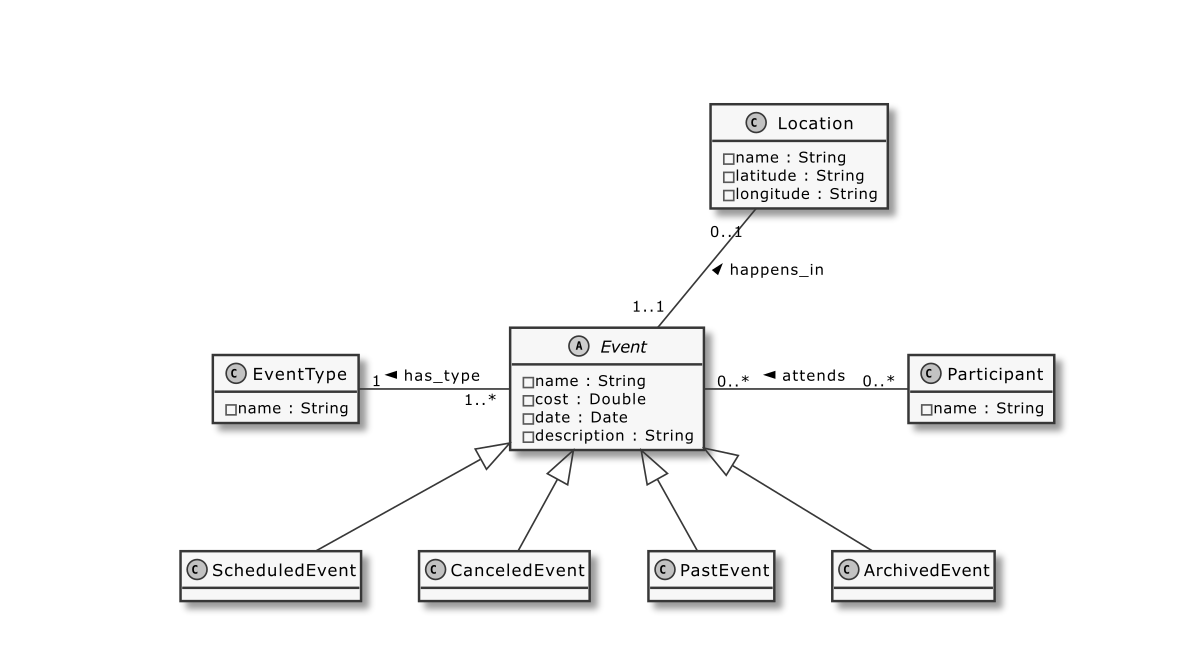 C Location
name : String
latitude : String
longitude : String
0..1
happens_in
1..1
A Event
name : String
cost : Double
date : Date
description : String
C EventType
name : String
1
has_type
1..*
0..*
attends
0..*
C Participant
name : String
C ScheduledEvent
C CanceledEvent
C PastEvent
C ArchivedEvent